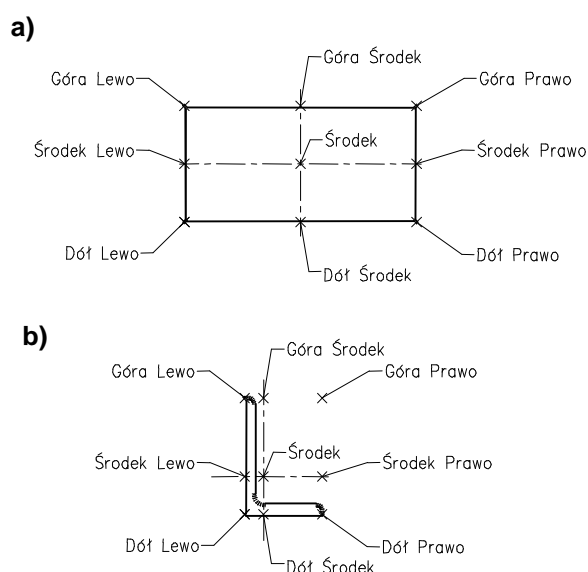 a)
Góra Środek
Góra Lewo
Góra Prawo
Środek
Środek Lewo
Środek Prawo
Dół Lewo
Dół Prawo
Dół Środek
b)
Góra Środek
Góra Lewo
Góra Prawo
Środek
Środek Lewo
Środek Prawo
Dół Lewo
Dół Prawo
Dół Środek